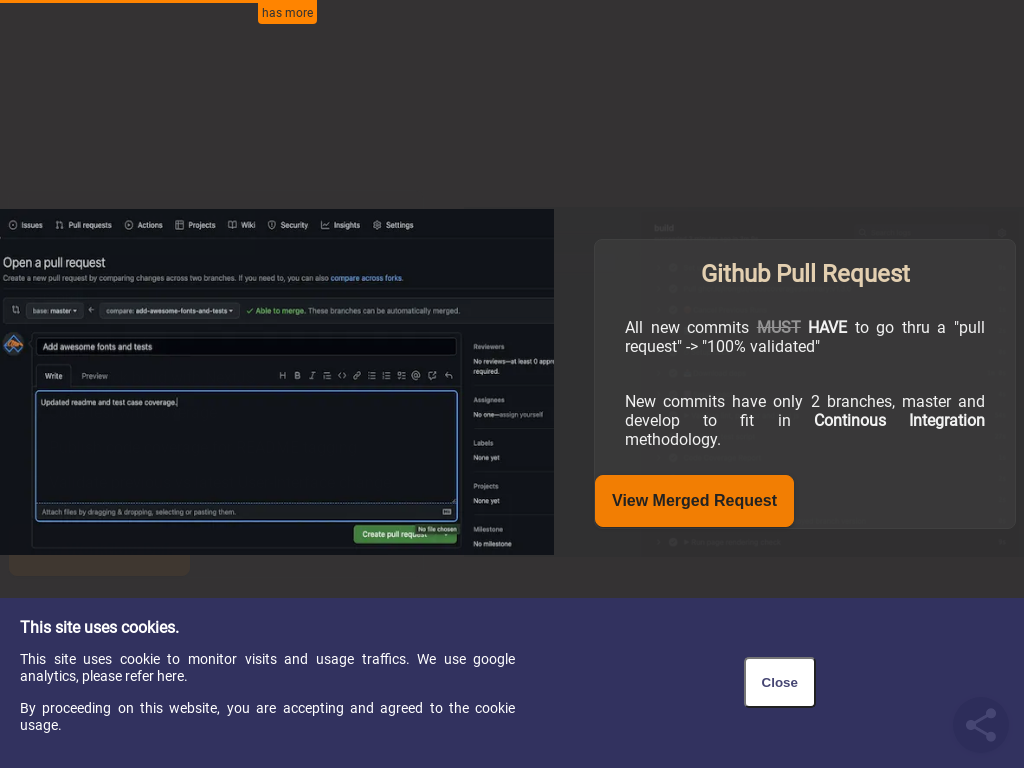 has more
Issues Pull requests Actions Projects Wiki Security Insights Settings
Open a pull request
Create a new pull request by comparing changes across two branches. If you need to, you can also compare across forks.
base: master compare: add-awesome-fonts-and-tests Able to merge. These branches can be automatically merged.
Add awesome fonts and tests
Write Preview
Updated readme and test case coverage.
Attach files by dragging & dropping, selecting or pasting them.
No file chosen
Create pull request
Reviewers
No reviews—at least 0 appro
required.
Assignees
No one—assign yourself
Labels
None yet
Projects
None yet
Milestone
No milestone
build
Github Pull Request
All new commits MUST HAVE to go thru a "pull
request" -> "100% validated"
New commits have only 2 branches, master and
develop to fit in Continous Integration
methodology.
View Merged Request
This site uses cookies.
This site uses cookie to monitor visits and usage traffics. We use google
analytics, please refer here.
By proceeding on this website, you are accepting and agreed to the cookie
usage.
Close